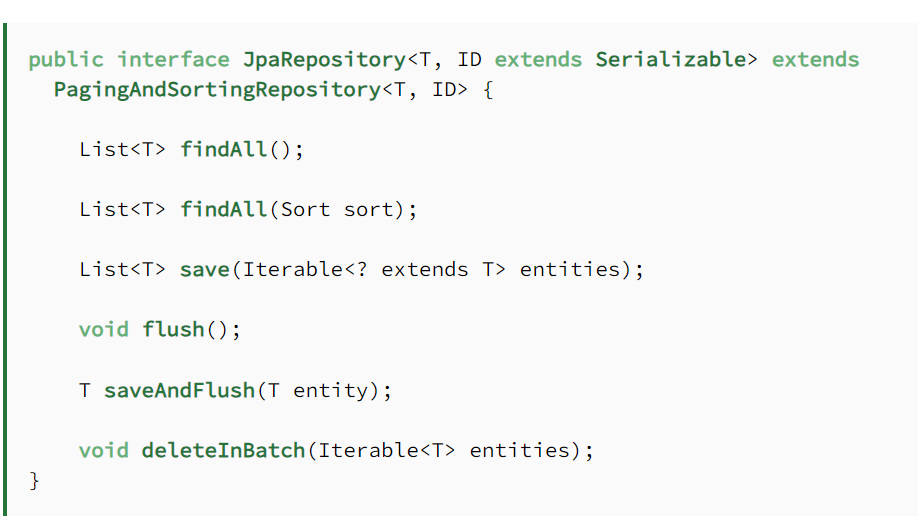 public interface JpaRepository<T, ID extends Serializable> extends
PagingAndSortingRepository<T, ID> {
List<T> findAll();
List<T> findAll(Sort sort);
List<T> save(Iterable<? extends T> entities);
void flush();
T saveAndFlush(T entity);
void deleteInBatch(Iterable<T> entities);
}